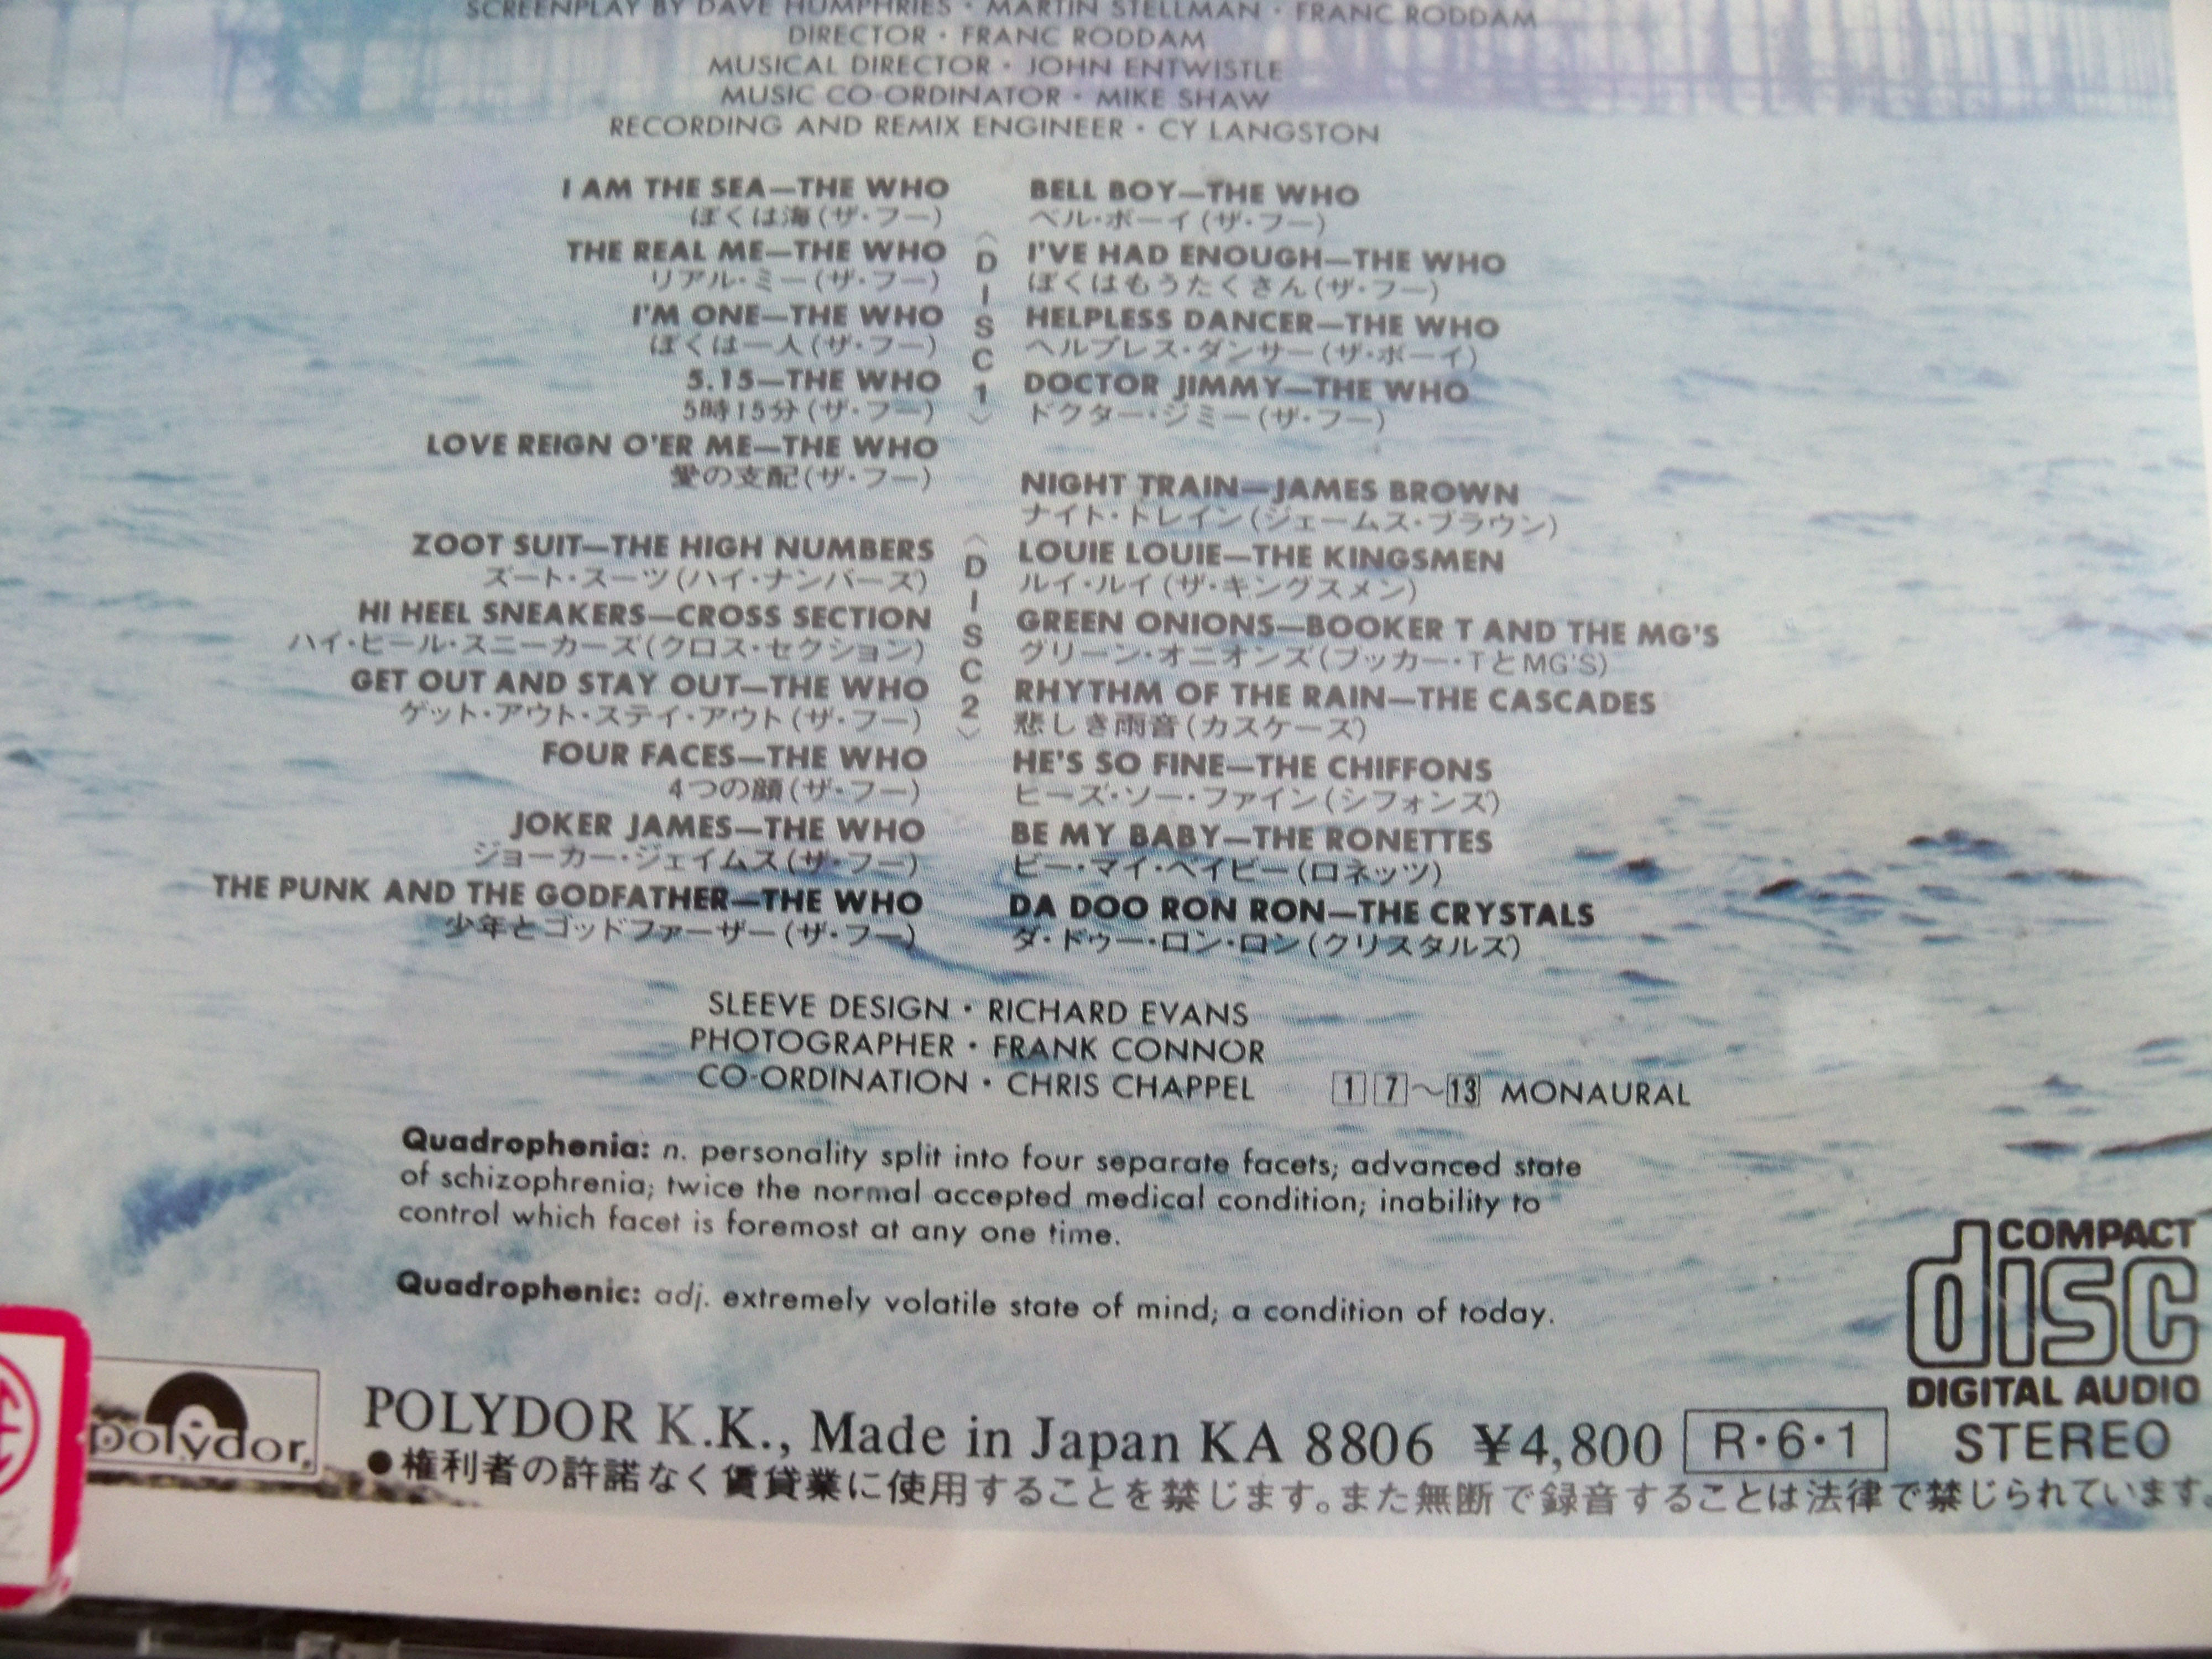 SCREENPLAY BY DAVE HUMPHRIES · MARTIN STELLMAN · FRANC RODDAM
DIRECTOR · FRANC RODDAM
MUSICAL DIRECTOR · JOHN ENTWISTLE
MUSIC CO-ORDINATOR · MIKE SHAW
RECORDING AND REMIX ENGINEER · CY LANGSTON
〈DISC1〉
I AM THE SEA—THE WHO
ぼくは海(ザ・フー)
THE REAL ME—THE WHO
リアル・ミー(ザ・フー)
I'M ONE—THE WHO
ぼくは一人(ザ・フー)
5.15—THE WHO
5時15分(ザ・フー)
LOVE REIGN O'ER ME—THE WHO
愛の支配(ザ・フー)
BELL BOY—THE WHO
ベル・ボーイ(ザ・フー)
I'VE HAD ENOUGH—THE WHO
ぼくはもうたくさん(ザ・フー)
HELPLESS DANCER—THE WHO
ヘルプレス・ダンサー(ザ・ボーイ)
DOCTOR JIMMY—THE WHO
ドクター・ジミー(ザ・フー)
〈DISC2〉
ZOOT SUIT—THE HIGH NUMBERS
ズート・スーツ(ハイ・ナンバーズ)
HI HEEL SNEAKERS—CROSS SECTION
ハイ・ヒール・スニーカーズ(クロス・セクション)
GET OUT AND STAY OUT—THE WHO
ゲット・アウト・ステイ・アウト(ザ・フー)
FOUR FACES—THE WHO
4つの顔(ザ・フー)
JOKER JAMES—THE WHO
ジョーカー・ジェイムス(ザ・フー)
THE PUNK AND THE GODFATHER—THE WHO
少年とゴッドファーザー(ザ・フー)
NIGHT TRAIN—JAMES BROWN
ナイト・トレイン(ジェームス・ブラウン)
LOUIE LOUIE—THE KINGSMEN
ルイ・ルイ(ザ・キングスメン)
GREEN ONIONS—BOOKER T AND THE MG'S
グリーン・オニオンズ(ブッカー・TとMG'S)
RHYTHM OF THE RAIN—THE CASCADES
悲しき雨音(カスケーズ)
HE'S SO FINE—THE CHIFFONS
ヒーズ・ソー・ファイン(シフォンズ)
BE MY BABY—THE RONETTES
ビー・マイ・ベイビー(ロネッツ)
DA DOO RON RON—THE CRYSTALS
ダ・ドゥー・ロン・ロン(クリスタルズ)
SLEEVE DESIGN · RICHARD EVANS
PHOTOGRAPHER · FRANK CONNOR
CO-ORDINATION · CHRIS CHAPPEL
1 7〜13 MONAURAL
Quadrophenia: n. personality split into four separate facets; advanced state
of schizophrenia; twice the normal accepted medical condition; inability to
control which facet is foremost at any one time.
Quadrophenic: adj. extremely volatile state of mind; a condition of today.
COMPACT
disc
DIGITAL AUDIO
STEREO
polydor
POLYDOR K.K., Made in Japan KA 8806 ¥4,800 R・6・1
●権利者の許諾なく賃貸業に使用することを禁じます。また無断で録音することは法律で禁じられています。